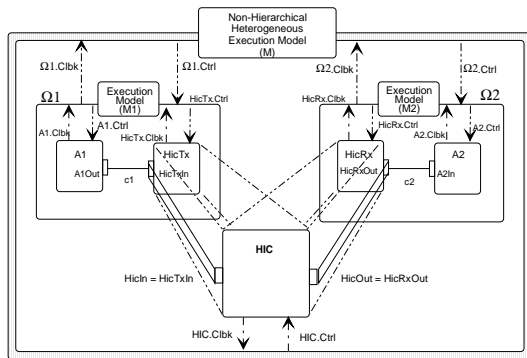 Non-Hierarchical
Heterogeneous
Execution Model
(M)
Ω1.Clbk
Ω1.Ctrl
Ω2.Clbk
Ω2.Ctrl
Ω1
Execution
Model
(M1)
HicTx.Ctrl
HicRx.Clbk
Execution
Model
(M2)
Ω2
A1.Clbk
A1.Ctrl
HicTx.Clbk
HicRx.Ctrl
A2.Clbk
A2.Ctrl
A1
A1Out
c1
HicTx
HicTxIn
HicRx
HicRxOut
c2
A2
A2In
HIC
HicIn = HicTxIn
HicOut = HicRxOut
HIC.Clbk
HIC.Ctrl